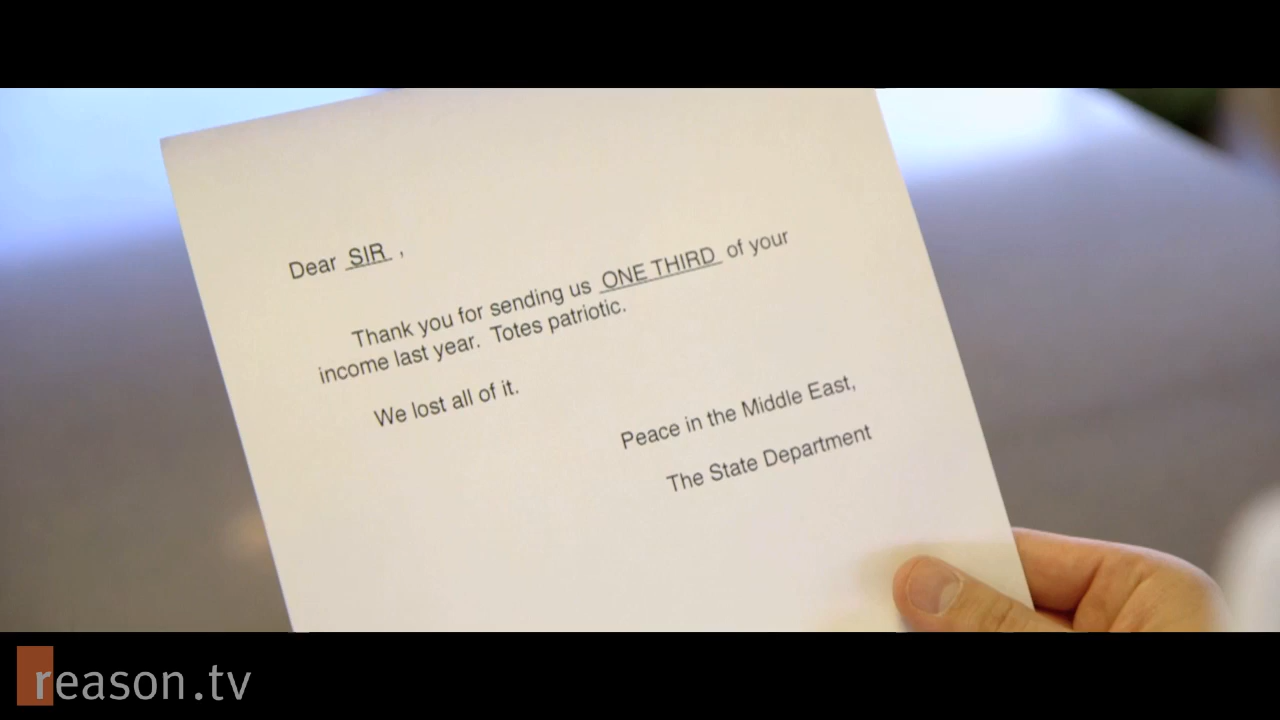 Dear SIR ,
Thank you for sending us ONE THIRD of your
income last year. Totes patriotic.
We lost all of it.
Peace in the Middle East,
The State Department
reason.tv